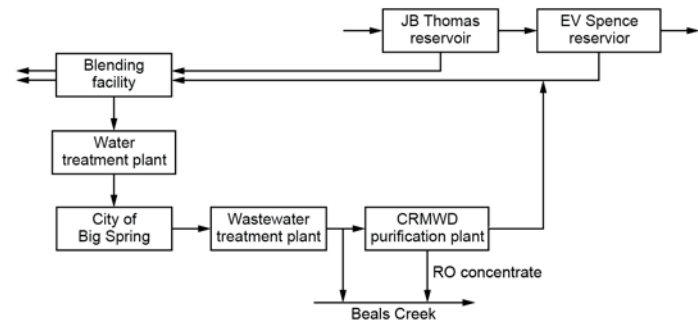 JB Thomas
reservoir
EV Spence
reservior
Blending
facility
Water
treatment plant
City of
Big Spring
Wastewater
treatment plant
CRMWD
purification plant
RO concentrate
Beals Creek